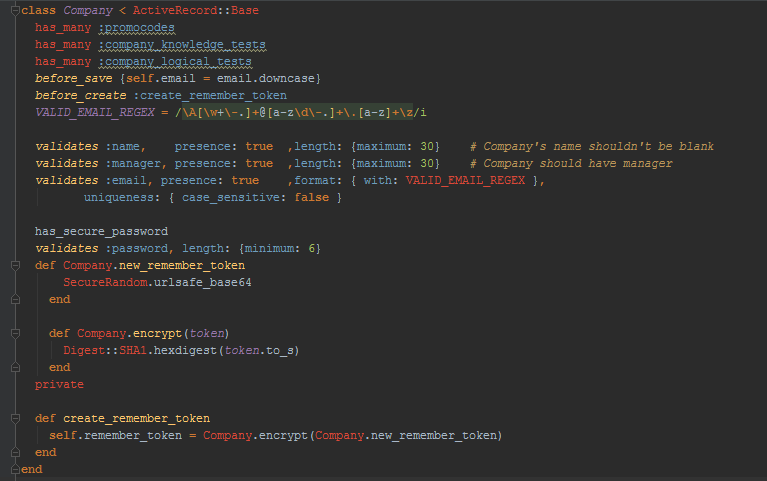 class Company < ActiveRecord::Base
  has_many :promocodes
  has_many :company_knowledge_tests
  has_many :company_logical_tests
  before_save {self.email = email.downcase}
  before_create :create_remember_token
  VALID_EMAIL_REGEX = /\A[\w+\-.]+@[a-z\d\-.]+\.[a-z]+\z/i

  validates :name,    presence: true  ,length: {maximum: 30}    # Company's name shouldn't be blank
  validates :manager, presence: true  ,length: {maximum: 30}    # Company should have manager
  validates :email, presence: true    ,format: { with: VALID_EMAIL_REGEX },
         uniqueness: { case_sensitive: false }

  has_secure_password
  validates :password, length: {minimum: 6}
  def Company.new_remember_token
      SecureRandom.urlsafe_base64
    end

    def Company.encrypt(token)
      Digest::SHA1.hexdigest(token.to_s)
    end
  private

  def create_remember_token
    self.remember_token = Company.encrypt(Company.new_remember_token)
  end
end